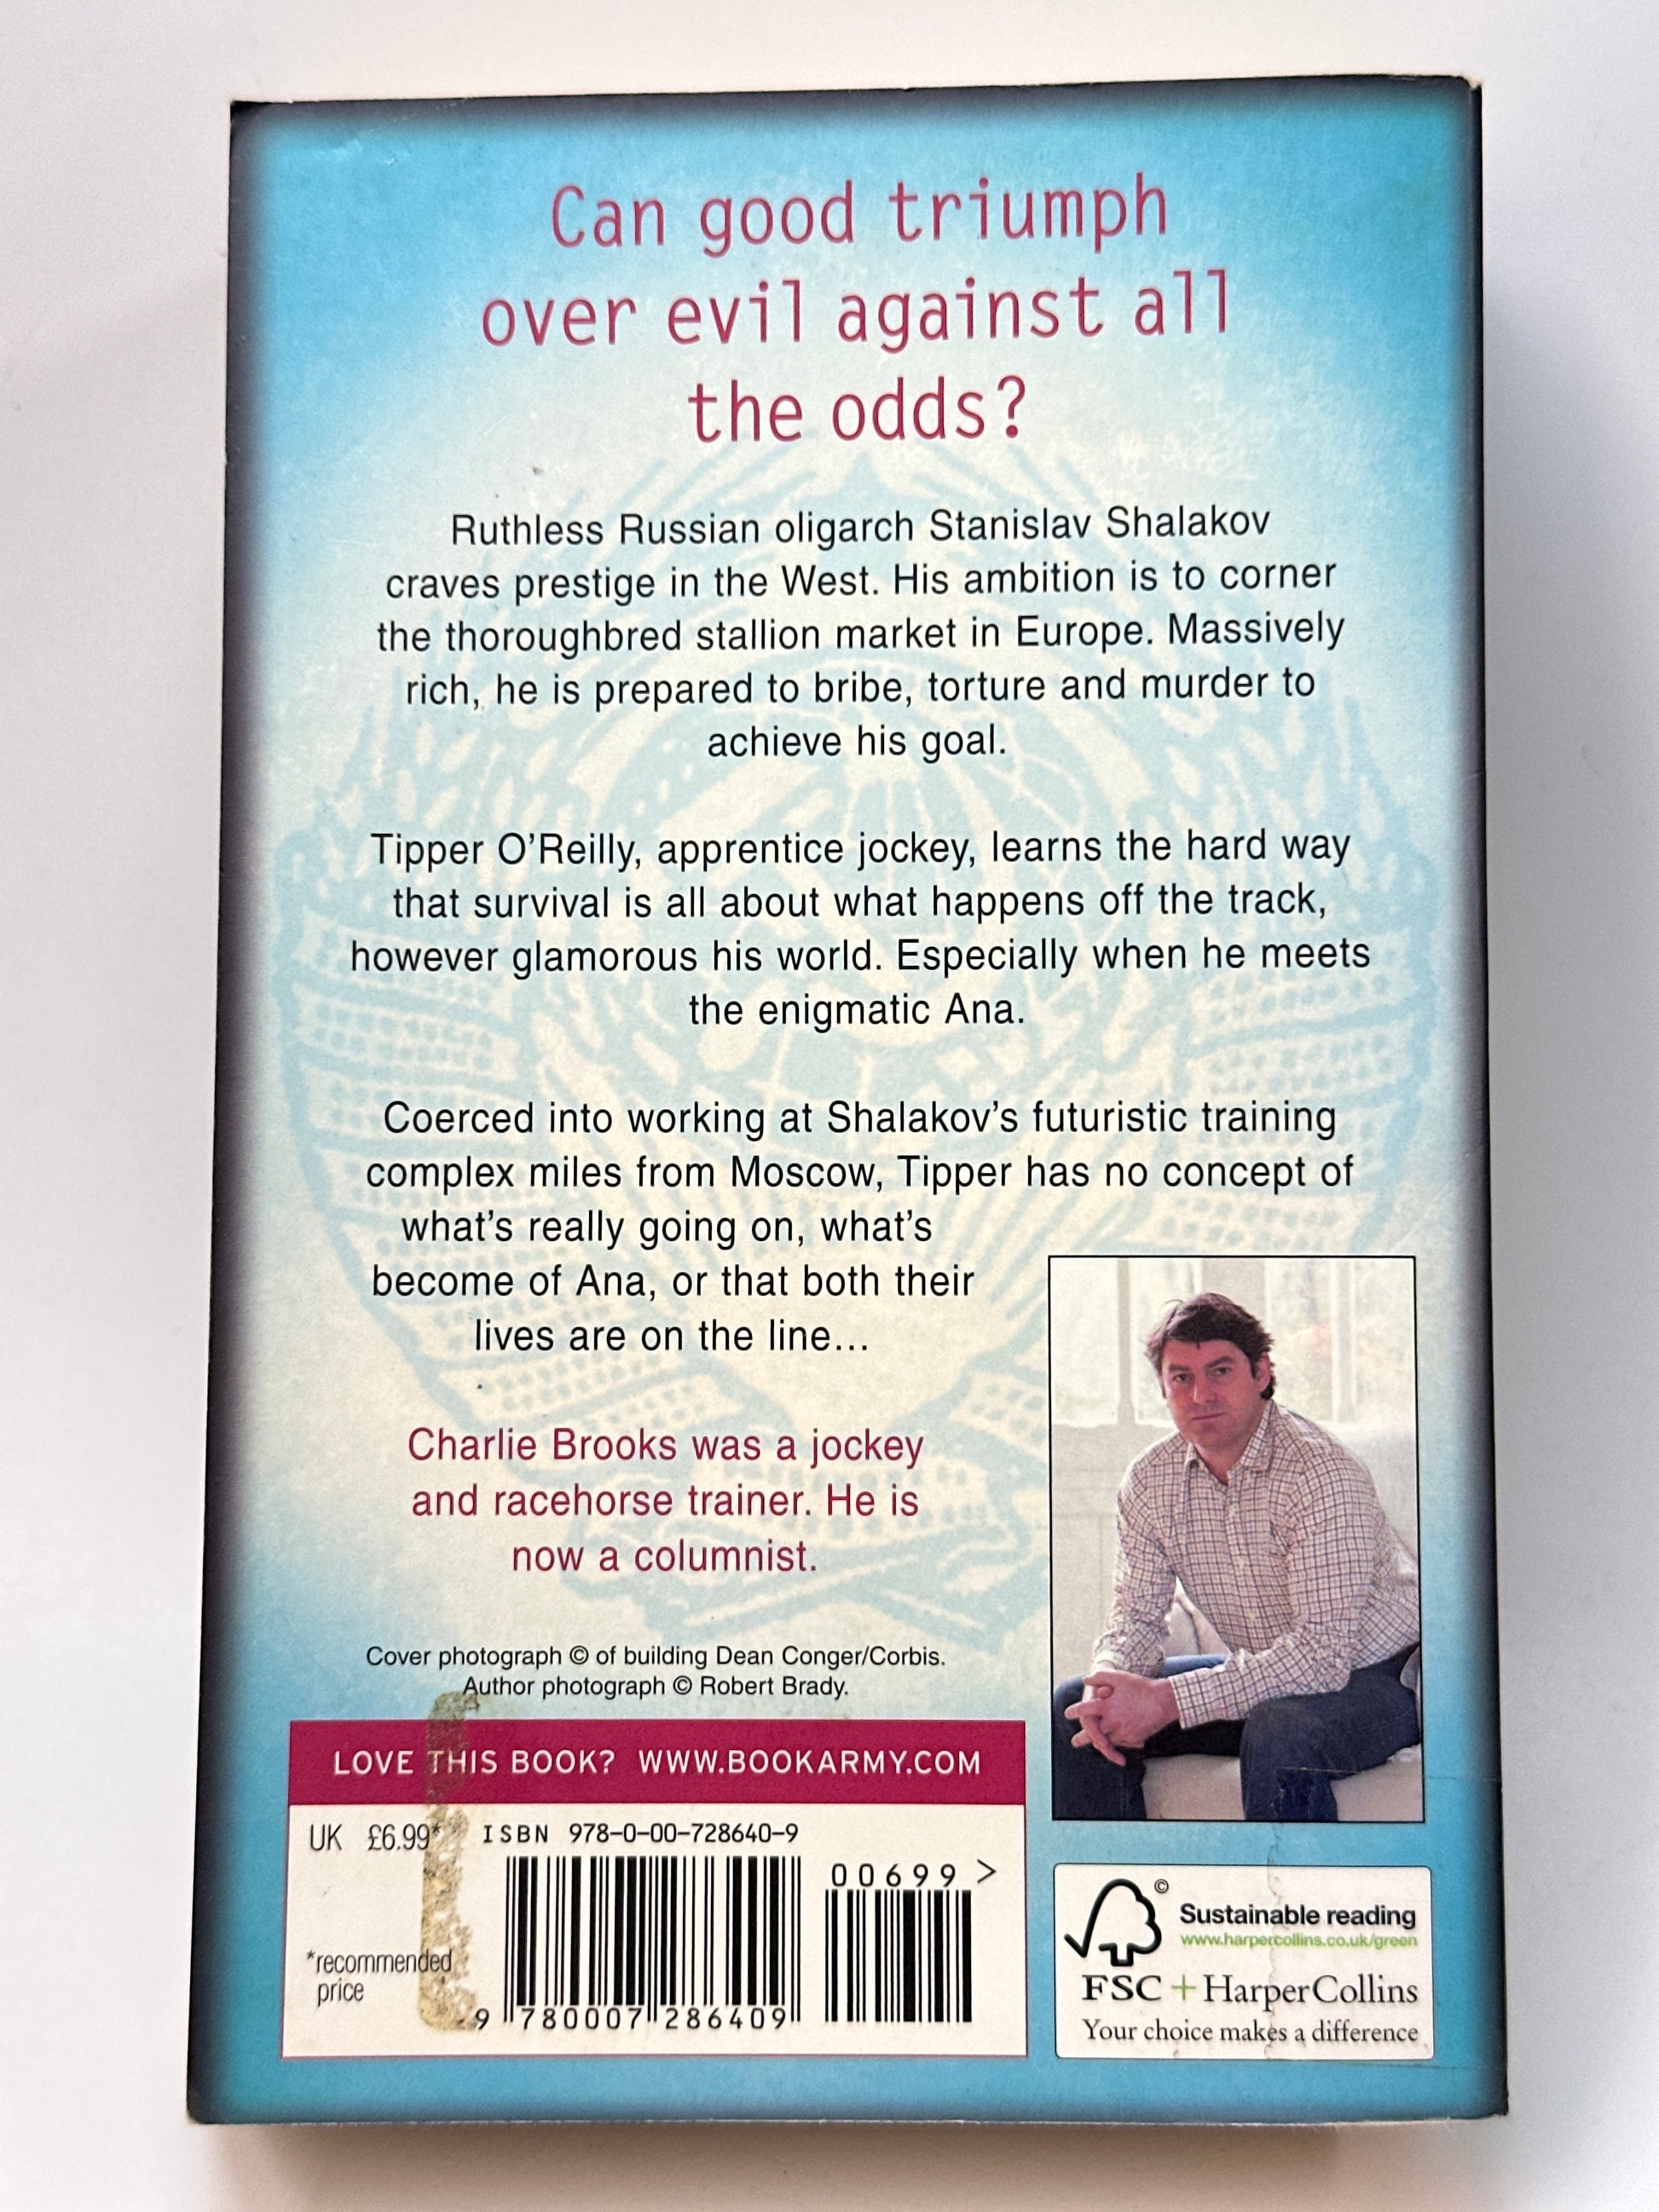 Can good triumph
over evil against all
the odds?
Ruthless Russian oligarch Stanislav Shalakov
craves prestige in the West. His ambition is to corner
the thoroughbred stallion market in Europe. Massively
rich, he is prepared to bribe, torture and murder to
achieve his goal.
Tipper O'Reilly, apprentice jockey, learns the hard way
that survival is all about what happens off the track,
however glamorous his world. Especially when he meets
the enigmatic Ana.
Coerced into working at Shalakov's futuristic training
complex miles from Moscow, Tipper has no concept of
what's really going on, what's
become of Ana, or that both their
lives are on the line...
Charlie Brooks was a jockey
and racehorse trainer. He is
now a columnist.
Cover photograph © of building Dean Conger/Corbis.
Author photograph © Robert Brady.
LOVE THIS BOOK? WWW.BOOKARMY.COM
UK £6.99*
ISBN 978-0-00-728640-9
00699 >
*recommended
price
9 780007 286409
©
Sustainable reading
www.harpercollins.co.uk/green
FSC + HarperCollins
Your choice makes a difference